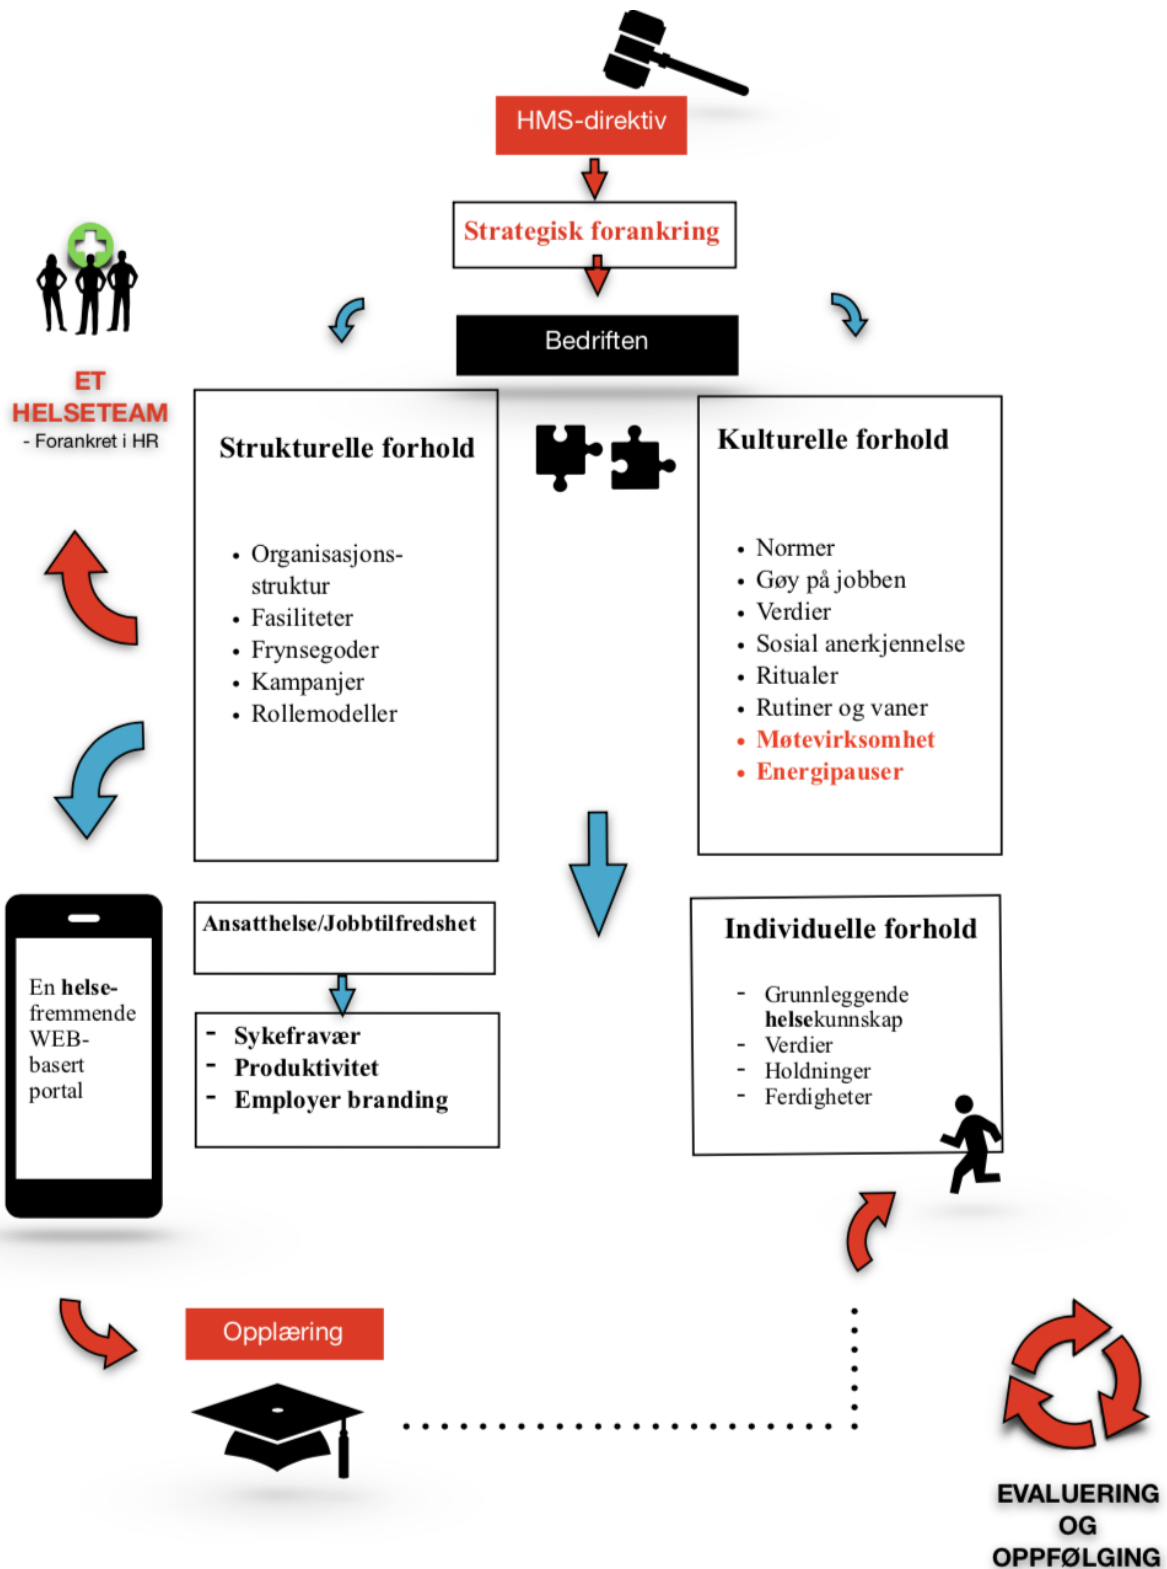 HMS-direktiv
Strategisk forankring
Bedriften
ET
HELSETEAM
- Forankret i HR
Strukturelle forhold
• Organisasjons-
struktur
• Fasiliteter
• Frynsegoder
• Kampanjer
• Rollemodeller
Kulturelle forhold
• Normer
• Gøy på jobben
• Verdier
• Sosial anerkjennelse
• Ritualer
• Rutiner og vaner
• Møtevirksomhet
• Energipauser
En helse-
fremmende
WEB-
basert
portal
Ansatthelse/Jobbtilfredshet
- Sykefravær
- Produktivitet
- Employer branding
Individuelle forhold
- Grunnleggende
helsekunnskap
- Verdier
- Holdninger
- Ferdigheter
Opplæring
EVALUERING
OG
OPPFØLGING